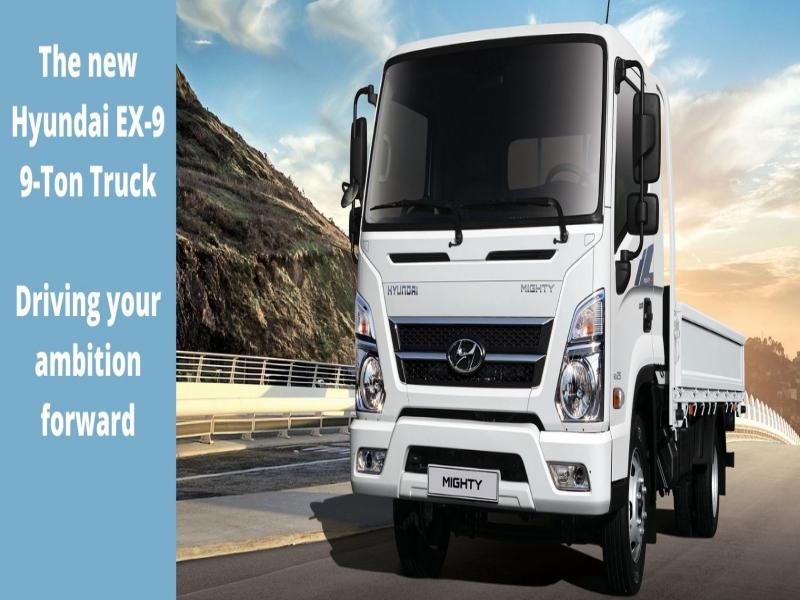 The new
Hyundai EX-9
9-Ton Truck
Driving your
ambition
forward
HYUNDAI
MIGHTY
MIGHTY